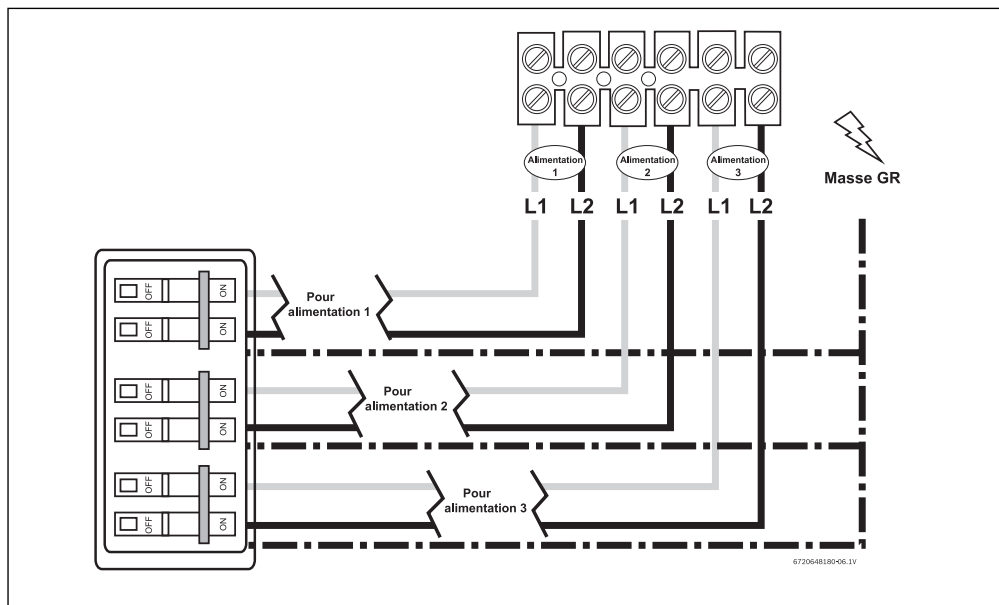 Alimentation
1
Alimentation
2
Alimentation
3
Masse GR
L1 L2 L1 L2 L1 L2
OFF ON
Pour
alimentation 1
OFF ON
OFF ON
Pour
alimentation 2
OFF ON
OFF ON
Pour
alimentation 3
OFF ON
6720648180-06.1V